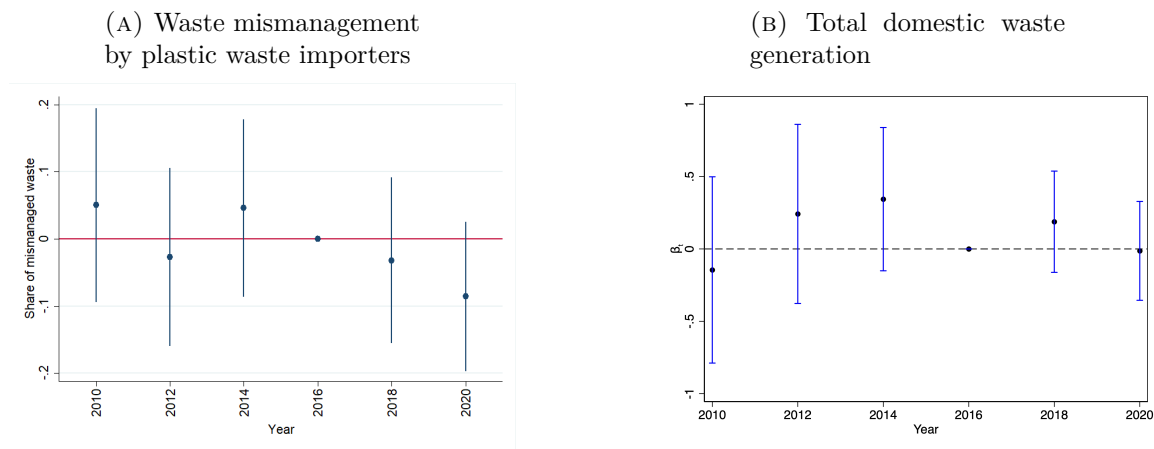 (A) Waste mismanagement
by plastic waste importers
.2
.1
0
-.1
-.2
Share of mismanaged waste
2010 2012 2014 2016 2018 2020
Year
(B) Total domestic waste
generation
1
.5
0
-.5
-1
βt
2010 2012 2014 2016 2018 2020
Year